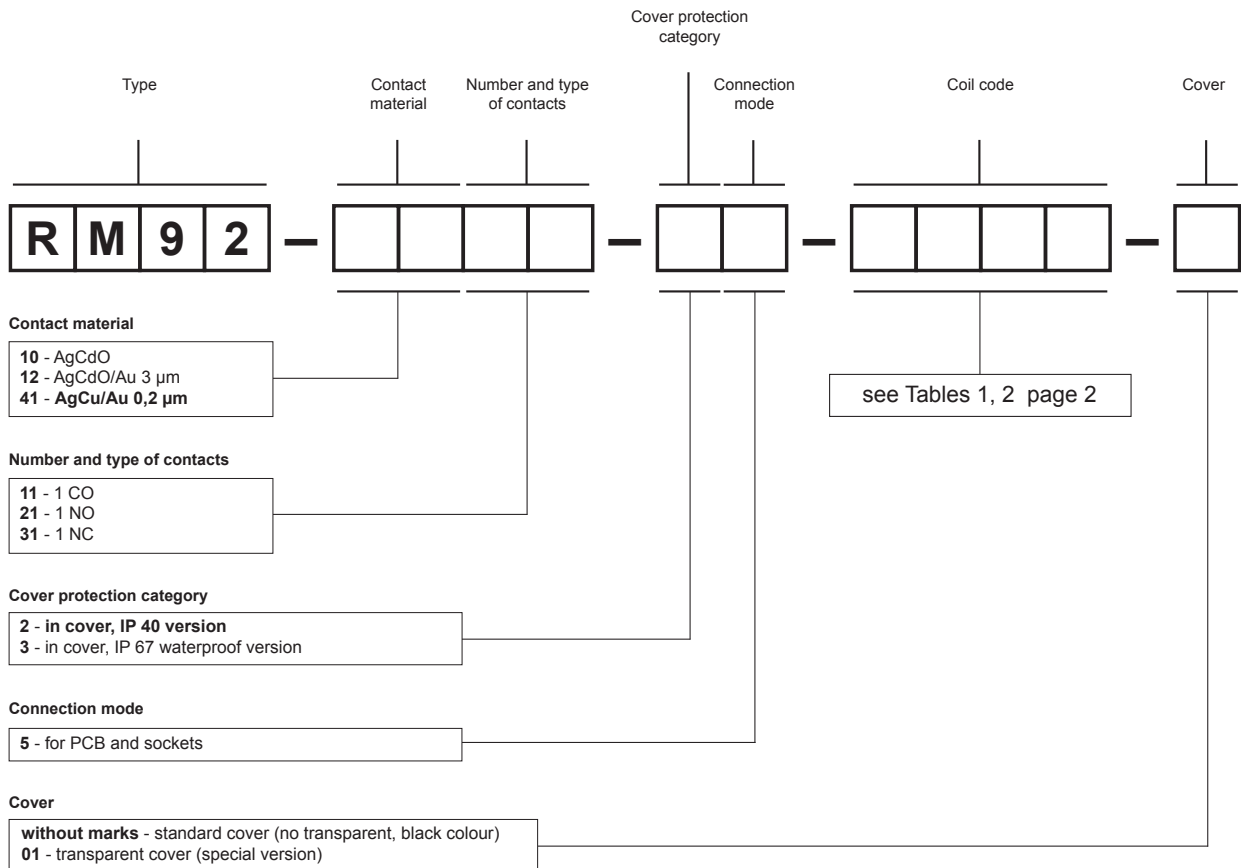 Cover protection
category
Type
Contact
material
Number and type
of contacts
Connection
mode
Coil code
Cover
R M 9 2 – – – –
Contact material
10 - AgCdO
12 - AgCdO/Au 3 µm
41 - AgCu/Au 0,2 µm
see Tables 1, 2 page 2
Number and type of contacts
11 - 1 CO
21 - 1 NO
31 - 1 NC
Cover protection category
2 - in cover, IP 40 version
3 - in cover, IP 67 waterproof version
Connection mode
5 - for PCB and sockets
Cover
without marks - standard cover (no transparent, black colour)
01 - transparent cover (special version)